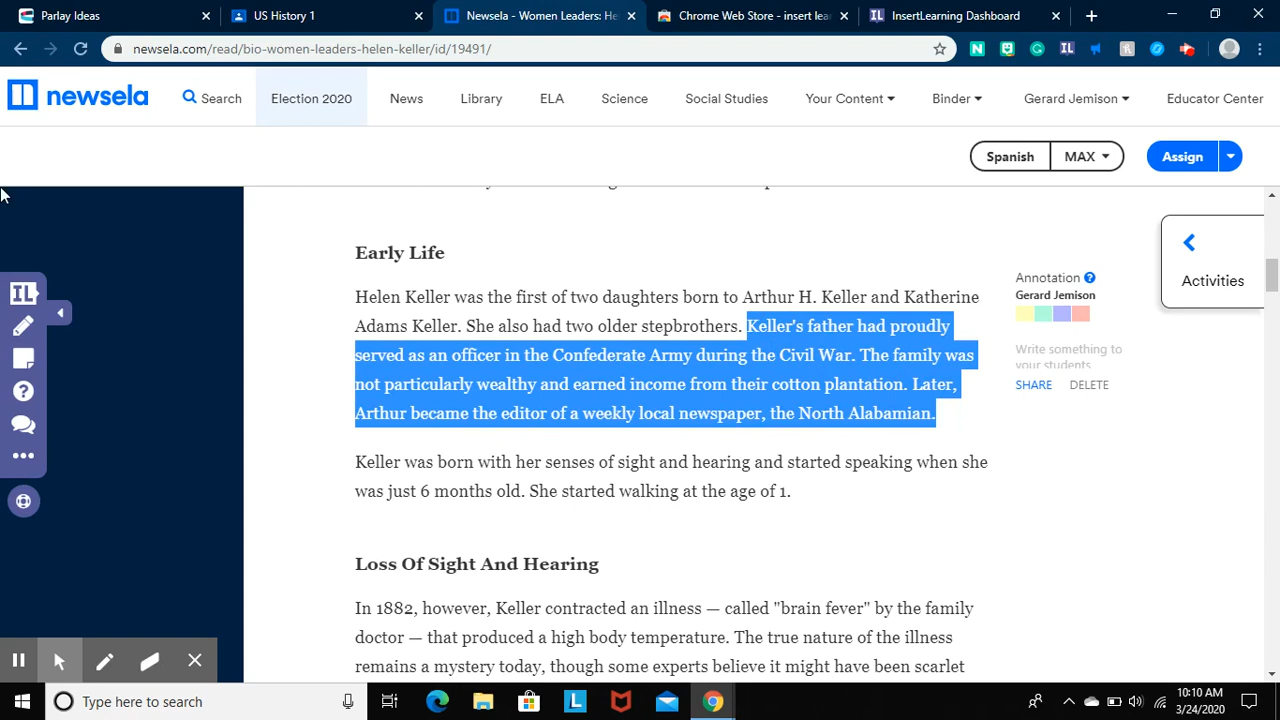 Parlay Ideas
US History 1
Newsela - Women Leaders: He
Chrome Web Store - insert lea
InsertLearning Dashboard
newsela.com/read/bio-women-leaders-helen-keller/id/19491/
newsela
Search
Election 2020
News
Library
ELA
Science
Social Studies
Your Content
Binder
Gerard Jemison
Educator Center
Spanish
MAX
Assign
Early Life
Helen Keller was the first of two daughters born to Arthur H. Keller and Katherine
Adams Keller. She also had two older stepbrothers. Keller's father had proudly
served as an officer in the Confederate Army during the Civil War. The family was
not particularly wealthy and earned income from their cotton plantation. Later,
Arthur became the editor of a weekly local newspaper, the North Alabamian.
Annotation
Gerard Jemison
Write something to
your students
SHARE
DELETE
Activities
IL
Keller was born with her senses of sight and hearing and started speaking when she
was just 6 months old. She started walking at the age of 1.
Loss Of Sight And Hearing
In 1882, however, Keller contracted an illness — called "brain fever" by the family
doctor — that produced a high body temperature. The true nature of the illness
remains a mystery today, though some experts believe it might have been scarlet
Type here to search
10:10 AM
3/24/2020